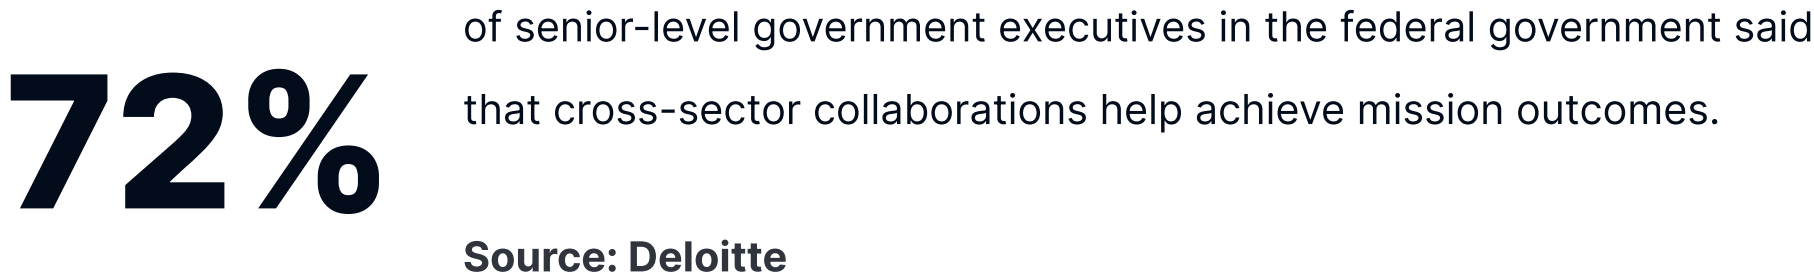 72%
of senior-level government executives in the federal government said
that cross-sector collaborations help achieve mission outcomes.
Source: Deloitte